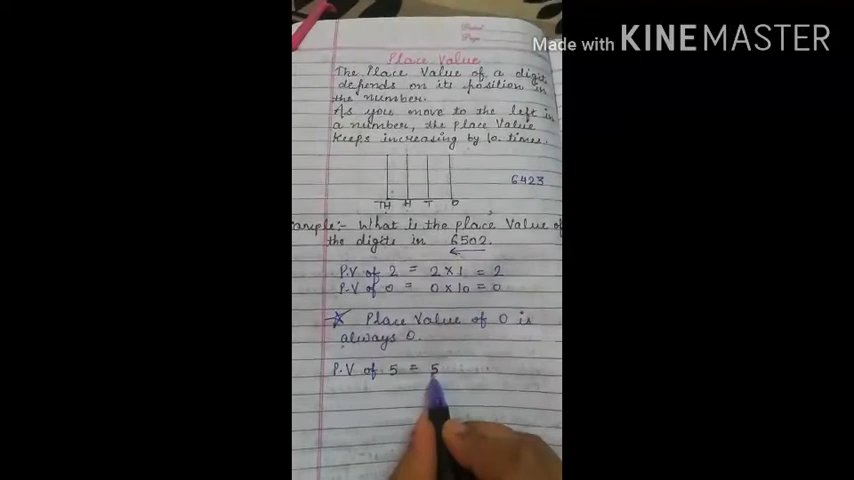 Made with KINEMASTER
Page
Place Value
The Place Value of a digit
depends on its position in
the number.
As you move to the left in
a number, the place Value
keeps increasing by 10 times.
6423
TH H T O
ample:- What is the place Value of
the digits in 6502.
P.V of 2 = 2 × 1 = 2
P.V of 0 = 0 × 10 = 0
Place Value of 0 is
always 0.
P.V of 5 = 5